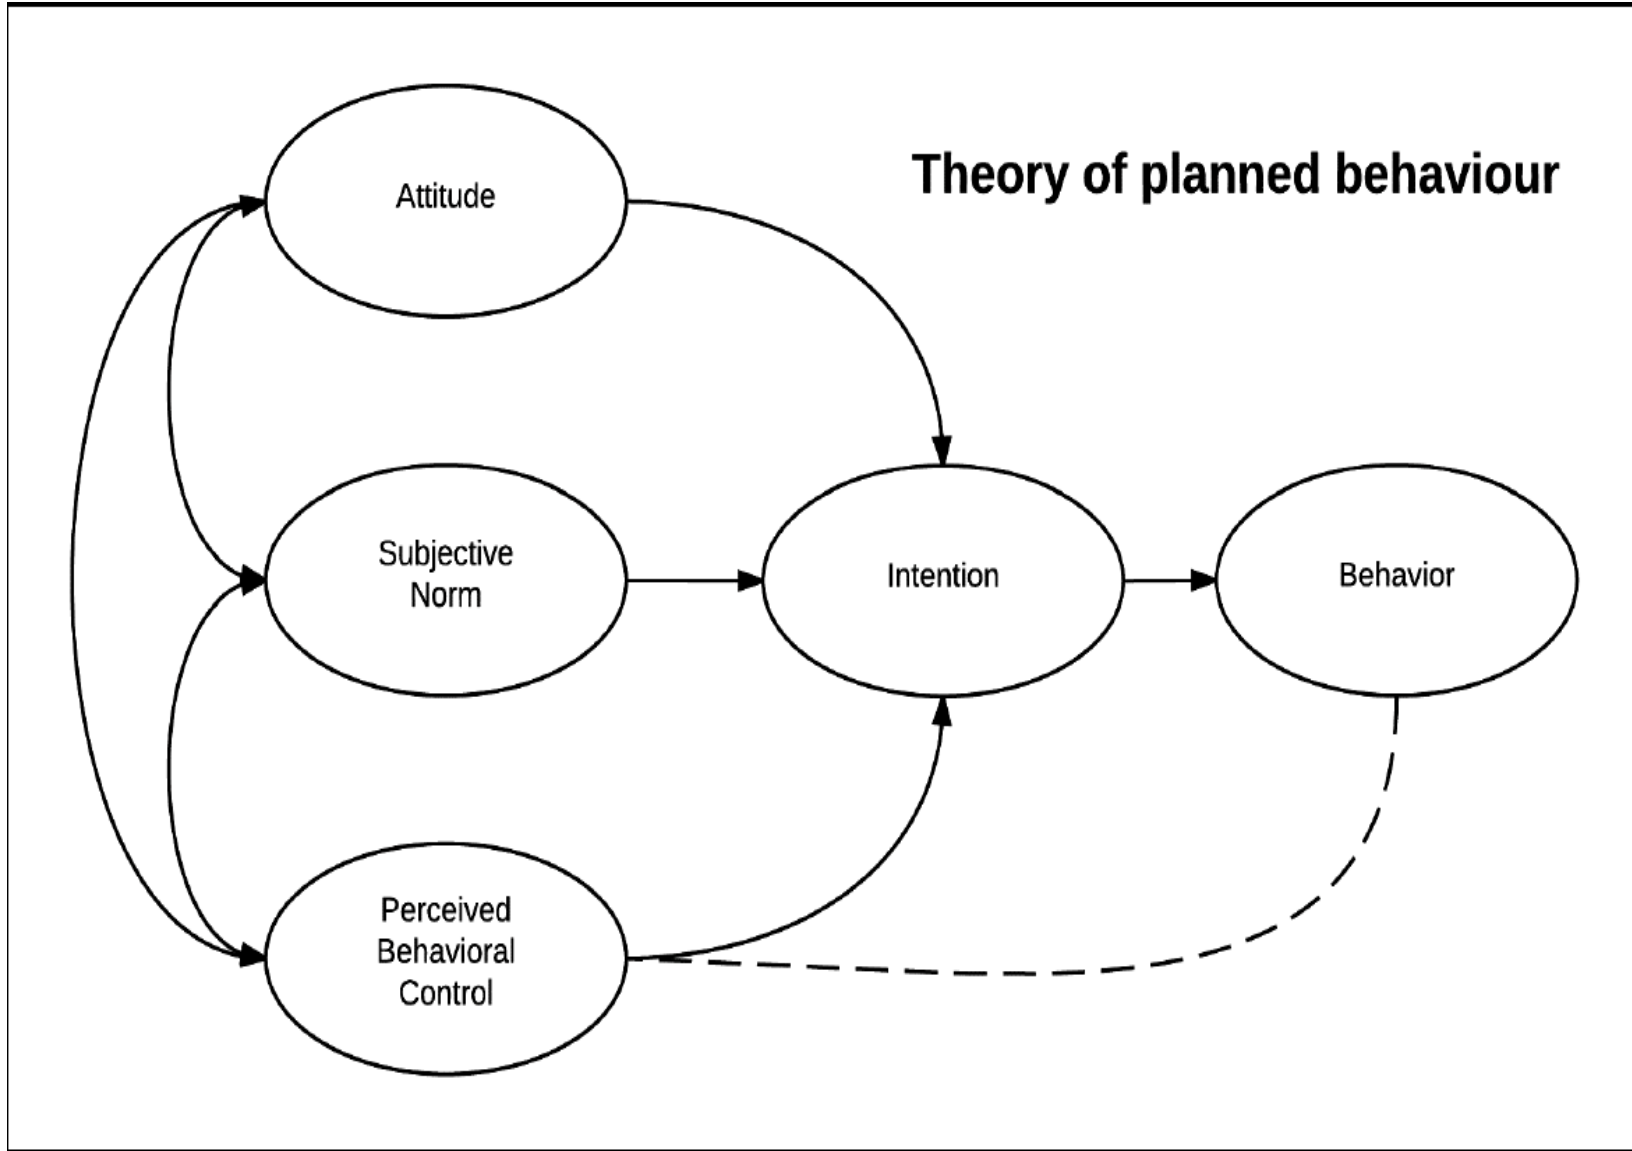 Theory of planned behaviour
Attitude
Subjective
Norm
Intention
Behavior
Perceived
Behavioral
Control